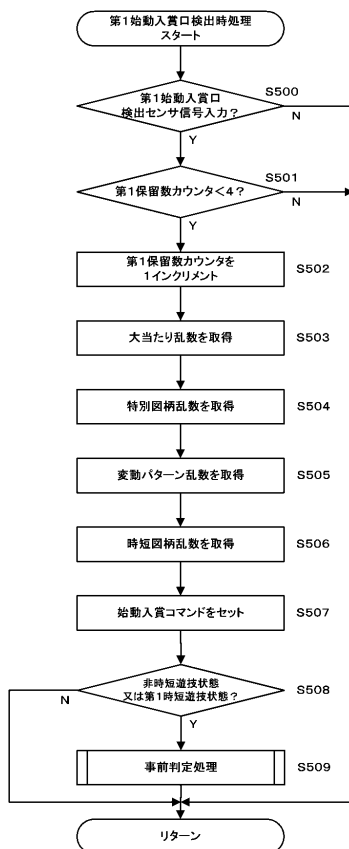 第1始動入賞口検出時処理
スタート
S500
第1始動入賞口
検出センサ信号入力？
N
Y
S501
第1保留数カウンタ＜4？
N
Y
第1保留数カウンタを
1インクリメント
S502
大当たり乱数を取得
S503
特別図柄乱数を取得
S504
変動パターン乱数を取得
S505
時短図柄乱数を取得
S506
始動入賞コマンドをセット
S507
非時短遊技状態
又は第1時短遊技状態？
S508
N
Y
事前判定処理
S509
リターン